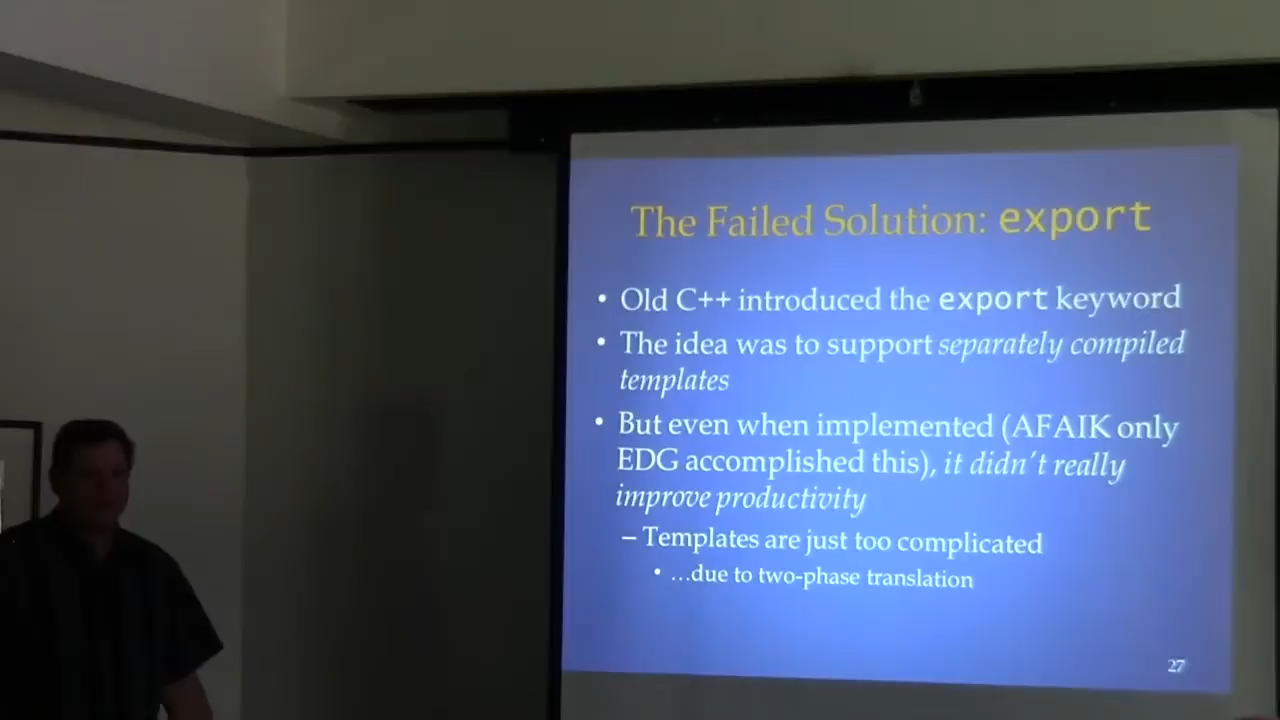 The Failed Solution: export
• Old C++ introduced the export keyword
• The idea was to support separately compiled
templates
• But even when implemented (AFAIK only
EDG accomplished this), it didn't really
improve productivity
– Templates are just too complicated
• …due to two-phase translation
27